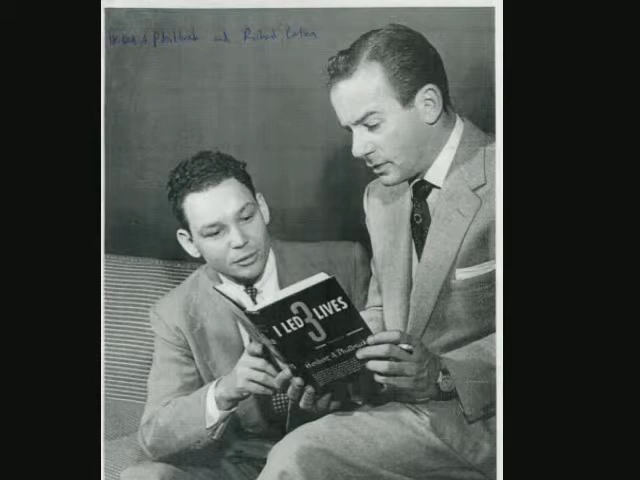 Herbert A Philbrick and Richard Carlson
I LED 3 LIVES
Herbert A. Philbrick